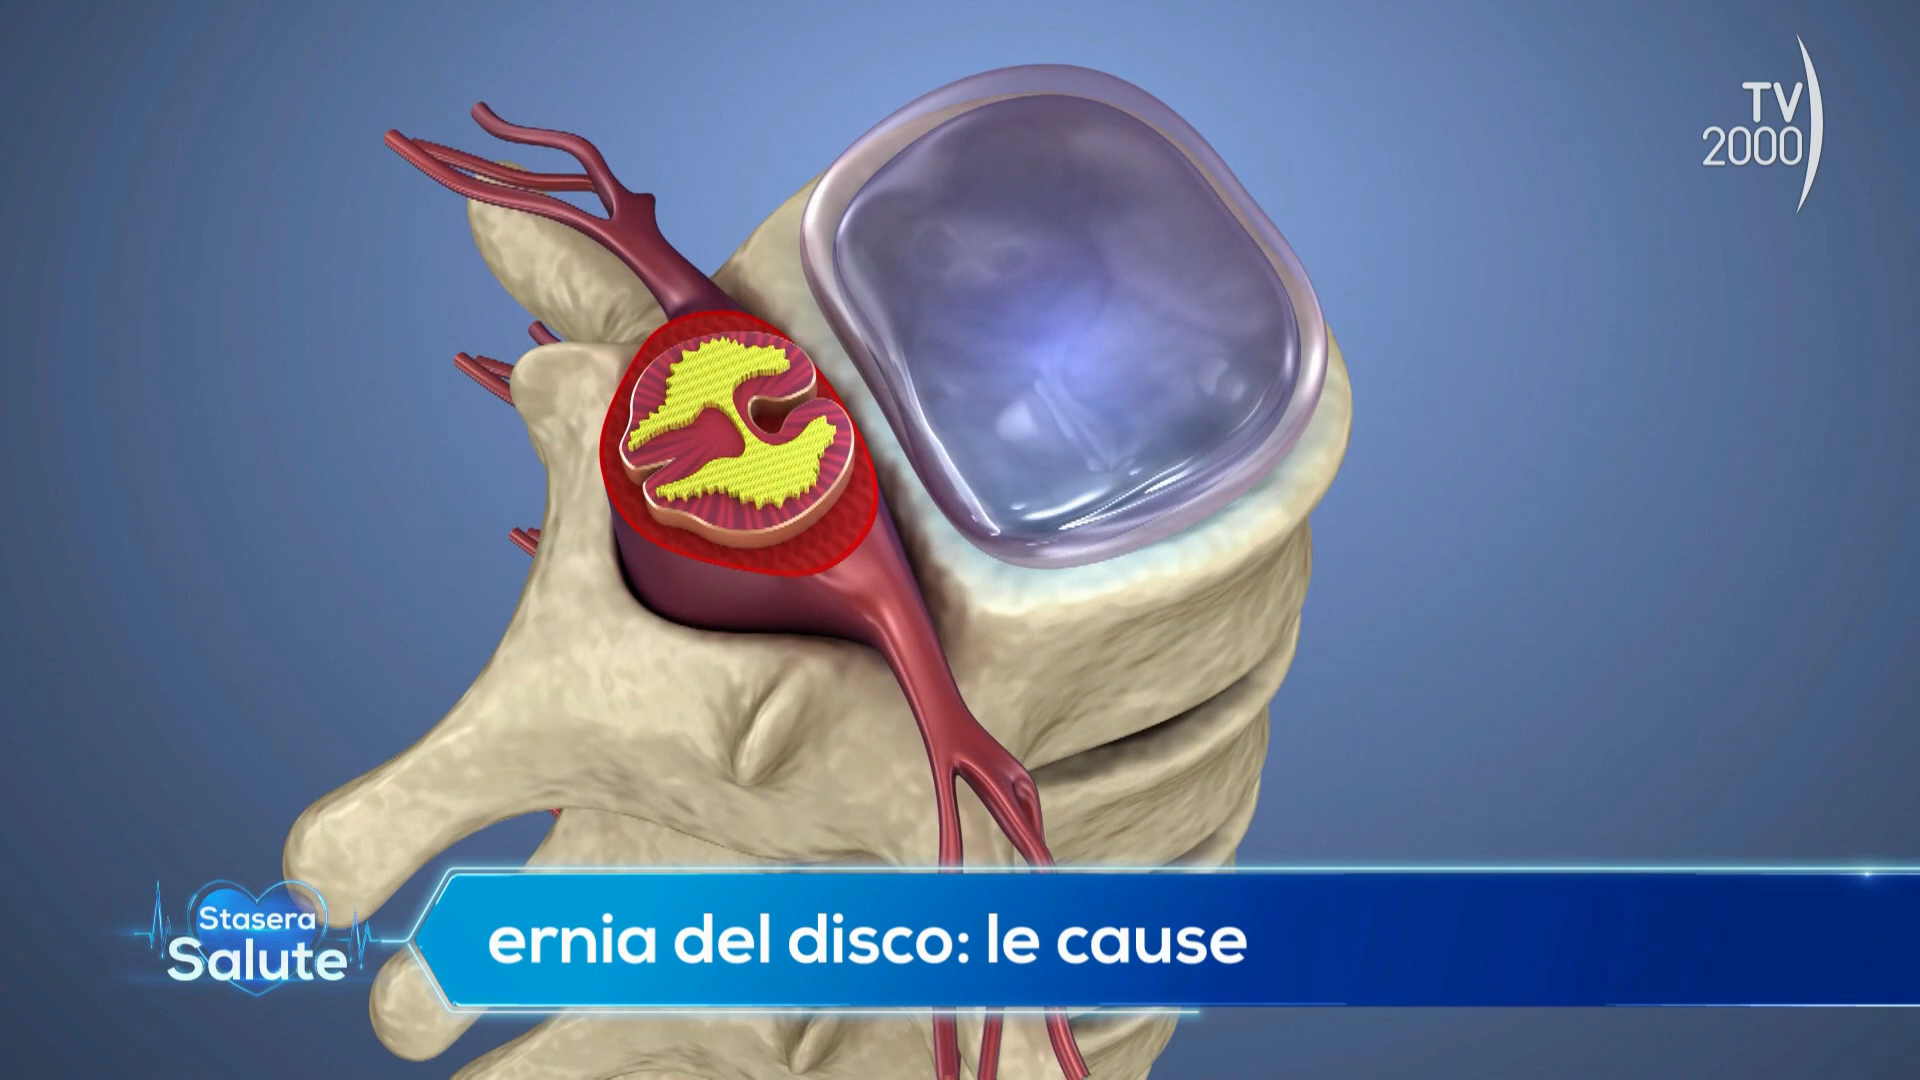 TV
2000
Stasera
Salute
ernia del disco: le cause